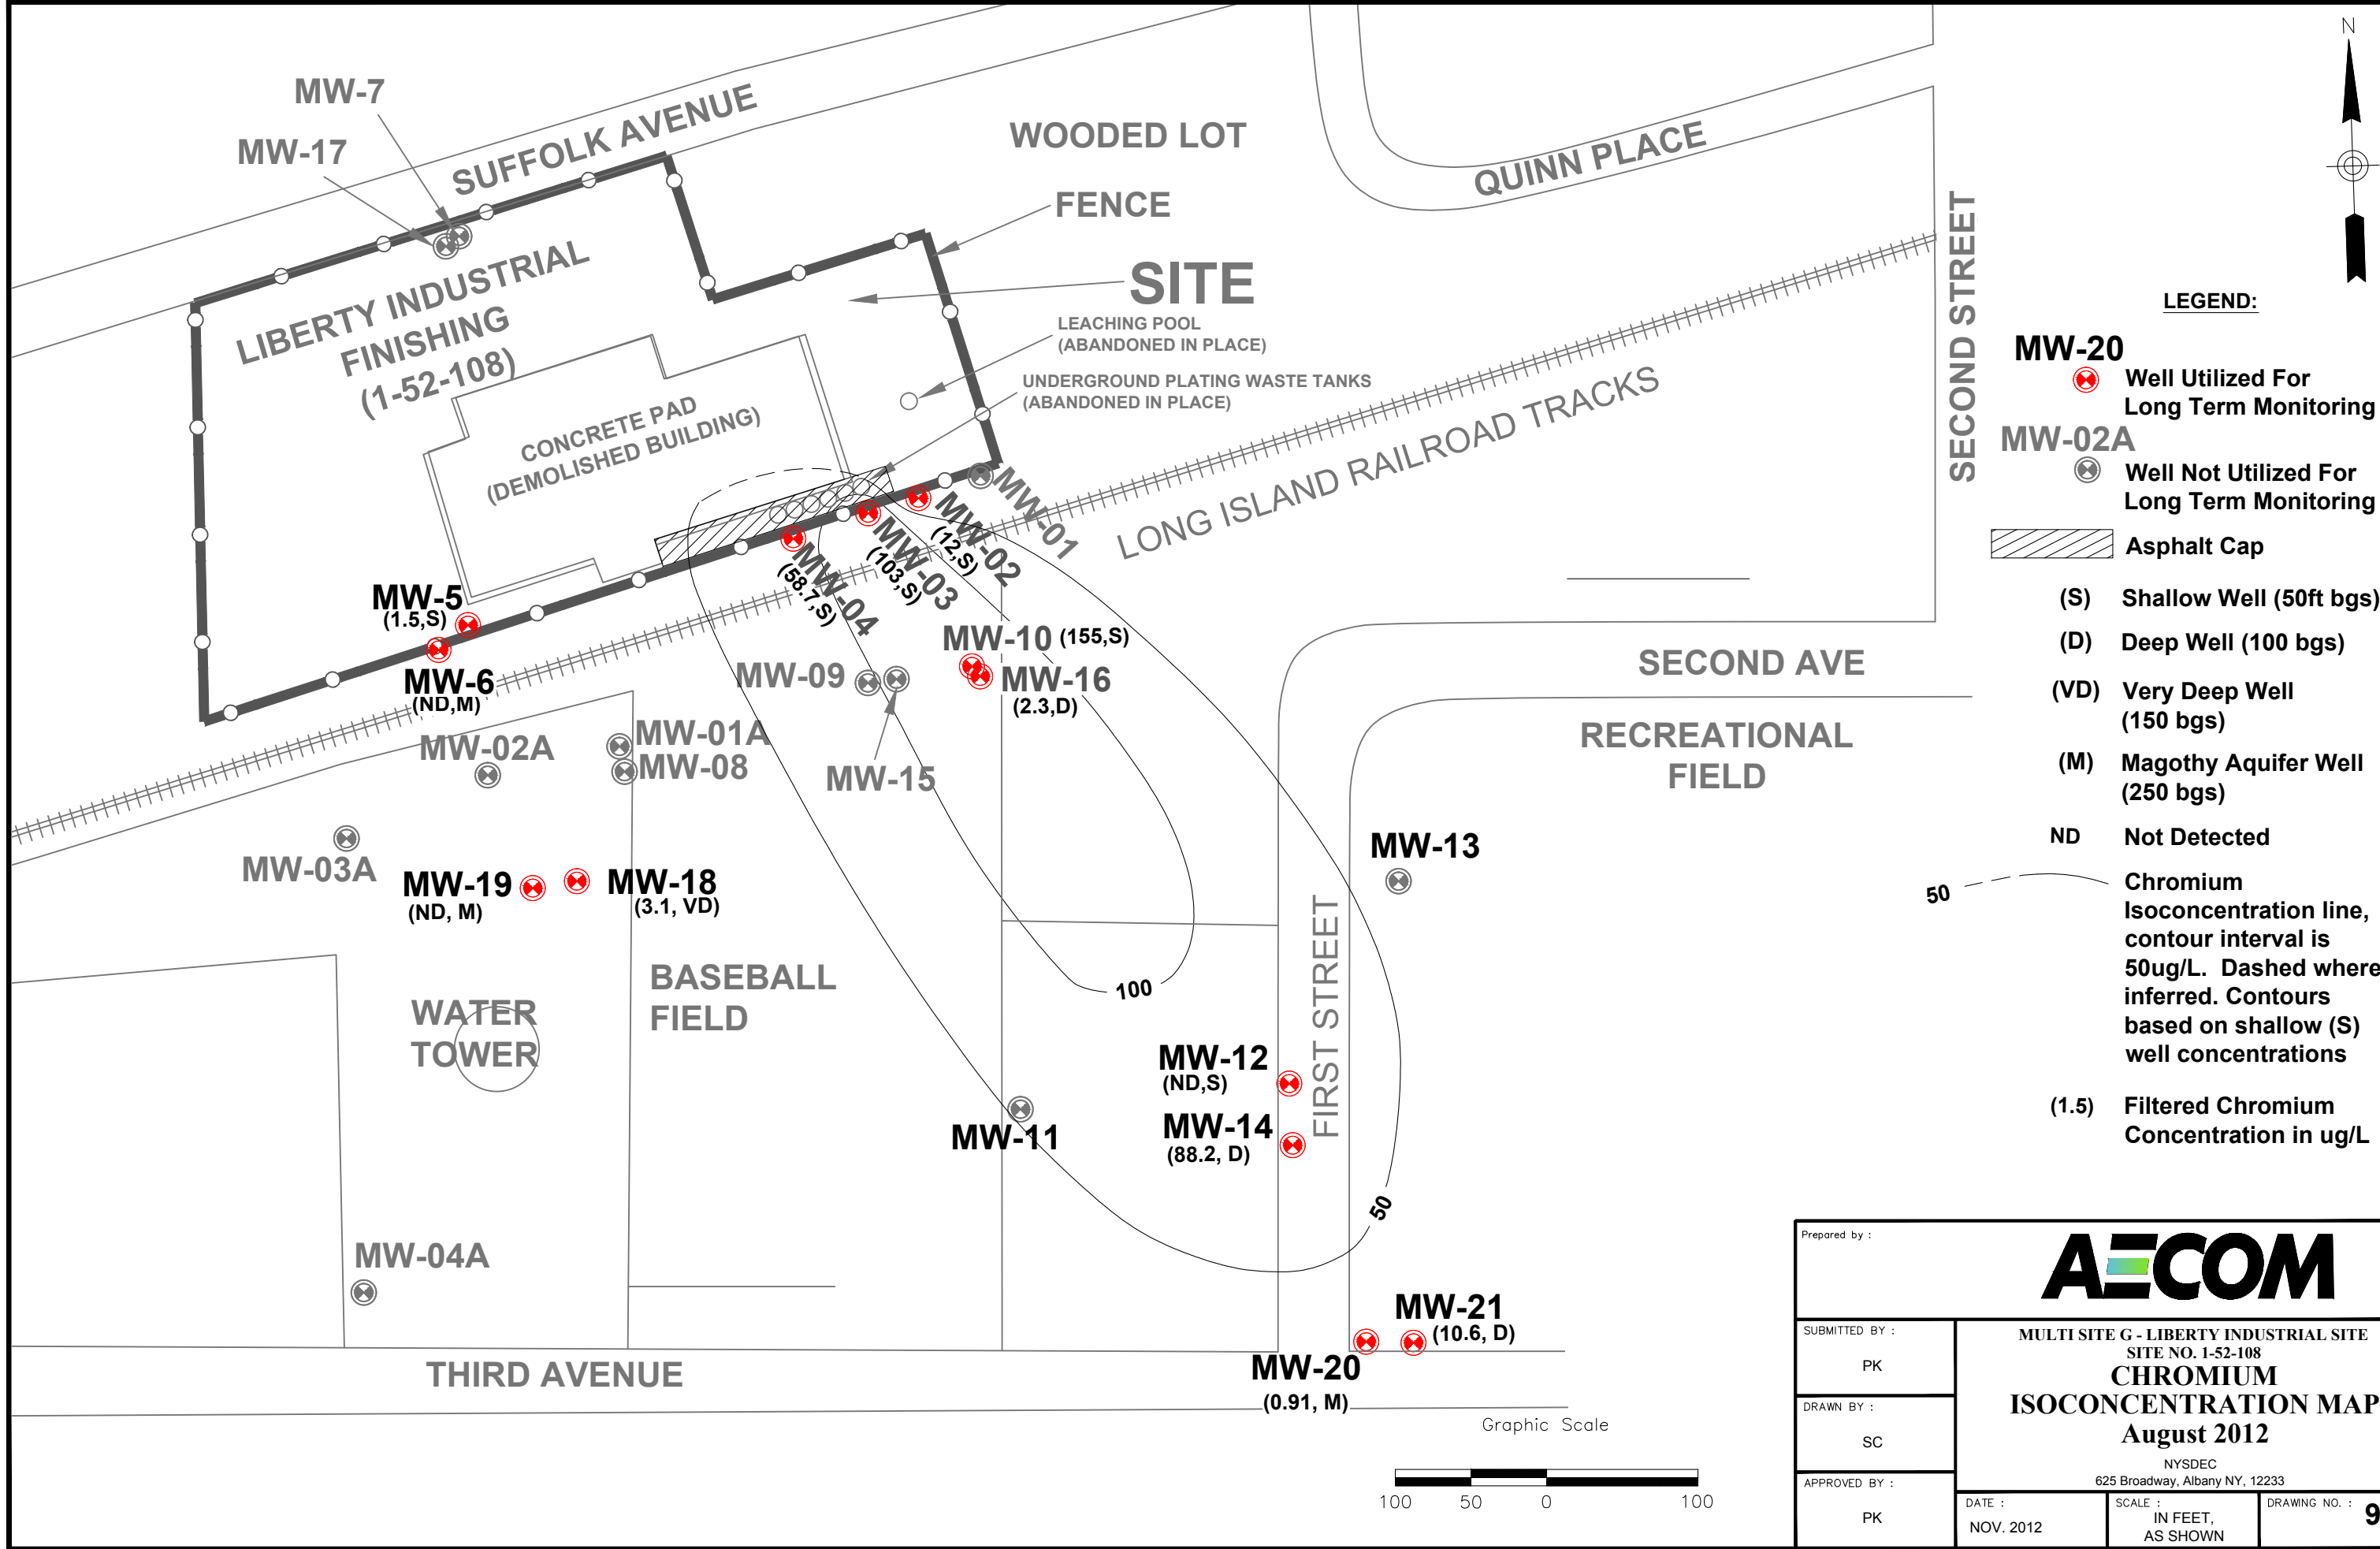 MW-7
MW-17
SUFFOLK AVENUE
WOODED LOT
QUINN PLACE
FENCE
SITE
LIBERTY INDUSTRIAL
FINISHING
(1-52-108)
LEACHING POOL
(ABANDONED IN PLACE)
UNDERGROUND PLATING WASTE TANKS
(ABANDONED IN PLACE)
CONCRETE PAD
(DEMOLISHED BUILDING)
LONG ISLAND RAILROAD TRACKS
SECOND STREET
MW-01
MW-02
(12,S)
MW-03
(103,S)
MW-04
(58.7,S)
MW-5
(1.5,S)
MW-6
(ND,M)
MW-10 (155,S)
MW-16
(2.3,D)
MW-09
MW-15
SECOND AVE
RECREATIONAL
FIELD
MW-01A
MW-08
MW-02A
MW-03A
MW-19
(ND, M)
MW-18
(3.1, VD)
MW-13
BASEBALL
FIELD
WATER
TOWER
100
FIRST STREET
MW-12
(ND,S)
MW-11
MW-14
(88.2, D)
50
MW-04A
MW-21
(10.6, D)
MW-20
(0.91, M)
THIRD AVENUE
Graphic Scale
100 50 0 100
N
LEGEND:
MW-20
Well Utilized For
Long Term Monitoring
MW-02A
Well Not Utilized For
Long Term Monitoring
Asphalt Cap
(S) Shallow Well (50ft bgs)
(D) Deep Well (100 bgs)
(VD) Very Deep Well
(150 bgs)
(M) Magothy Aquifer Well
(250 bgs)
ND Not Detected
50
Chromium
Isoconcentration line,
contour interval is
50ug/L. Dashed where
inferred. Contours
based on shallow (S)
well concentrations
(1.5) Filtered Chromium
Concentration in ug/L
Prepared by :
AECOM
SUBMITTED BY :
PK
DRAWN BY :
SC
APPROVED BY :
PK
MULTI SITE G - LIBERTY INDUSTRIAL SITE
SITE NO. 1-52-108
CHROMIUM
ISOCONCENTRATION MAP
August 2012
NYSDEC
625 Broadway, Albany NY, 12233
DATE :
NOV. 2012
SCALE :
IN FEET,
AS SHOWN
DRAWING NO. : 9